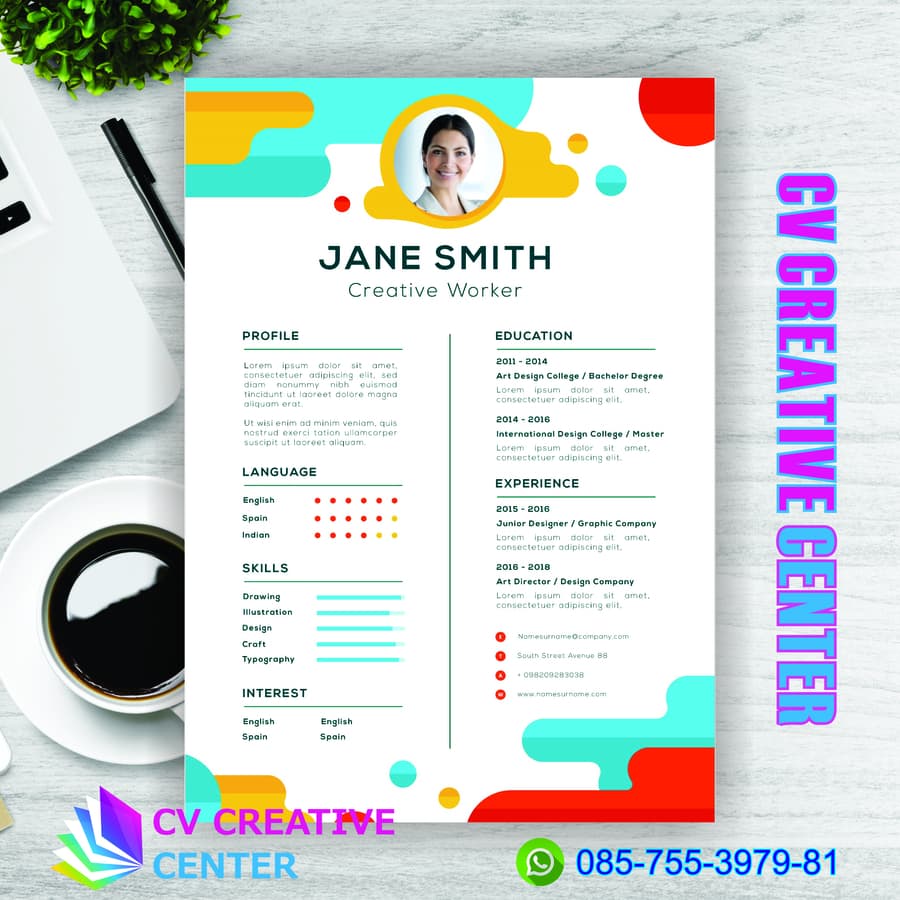 JANE SMITH
Creative Worker
PROFILE
Lorem ipsum dolor sit amet,
consectetuer adipiscing elit, sed
diam nonummy nibh euismod
tincidunt ut laoreet dolore magna
aliquam erat.
Ut wisi enim ad minim veniam, quis
nostrud exerci tation ullamcorper
suscipit ut laoreet aliquam.
LANGUAGE
English
Spain
Indian
SKILLS
Drawing
Illustration
Design
Craft
Typography
INTEREST
English English
Spain Spain
EDUCATION
2011 - 2014
Art Design College / Bachelor Degree
Lorem ipsum dolor sit amet,
consectetuer adipiscing elit,
2014 - 2016
International Design College / Master
Lorem ipsum dolor sit amet,
consectetuer adipiscing elit,
EXPERIENCE
2015 - 2016
Junior Designer / Graphic Company
Lorem ipsum dolor sit amet,
consectetuer adipiscing elit,
2016 - 2018
Art Director / Design Company
Lorem ipsum dolor sit amet,
consectetuer adipiscing elit,
E Namesurname@company.com
T South Street Avenue 88
A + 098209283038
W www.namesurname.com
CV CREATIVE CENTER
CV CREATIVE
CENTER
085-755-3979-81